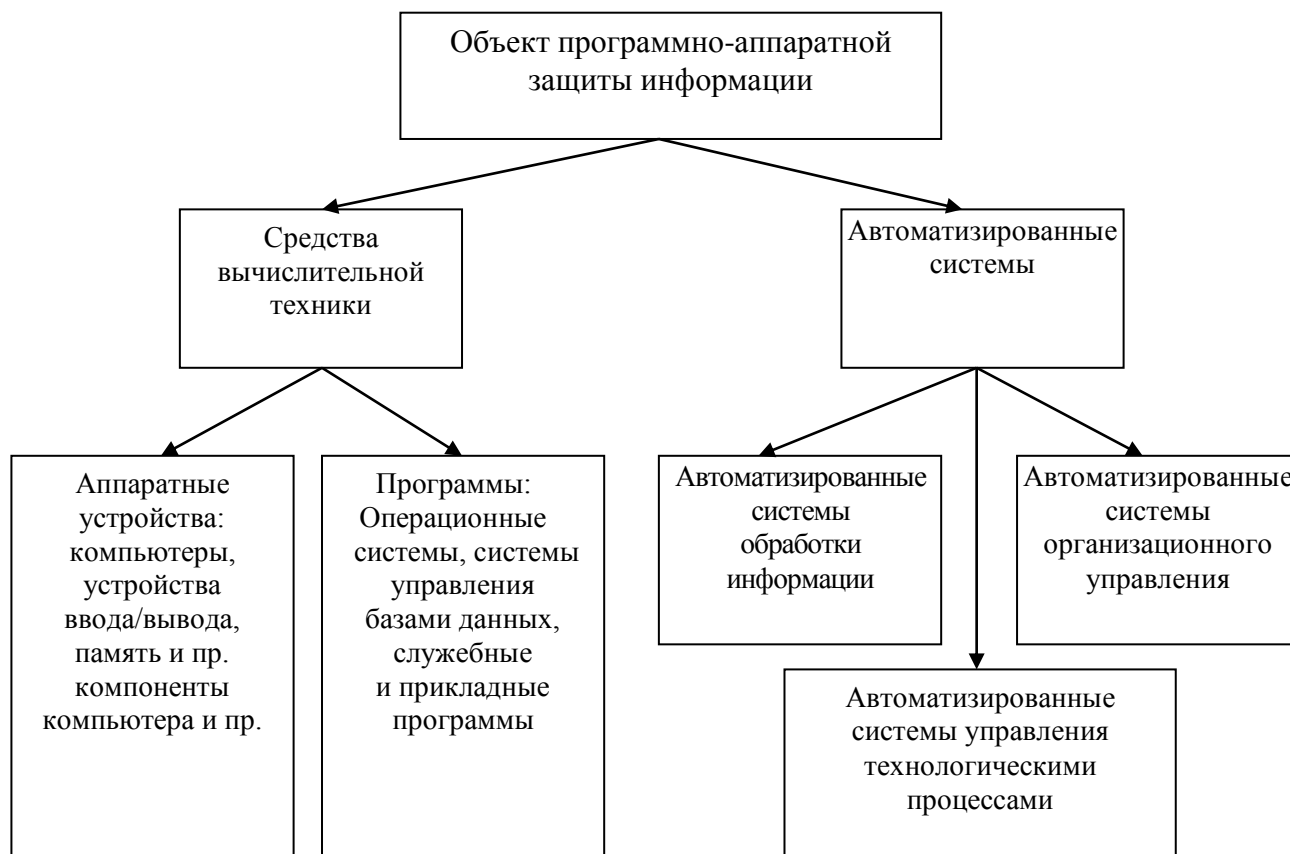 Объект программно-аппаратной
защиты информации
Средства
вычислительной
техники
Автоматизированные
системы
Аппаратные
устройства:
компьютеры,
устройства
ввода/вывода,
память и пр.
компоненты
компьютера и пр.
Программы:
Операционные
системы, системы
управления
базами данных,
служебные
и прикладные
программы
Автоматизированные
системы
обработки
информации
Автоматизированные
системы
организационного
управления
Автоматизированные
системы управления
технологическими
процессами